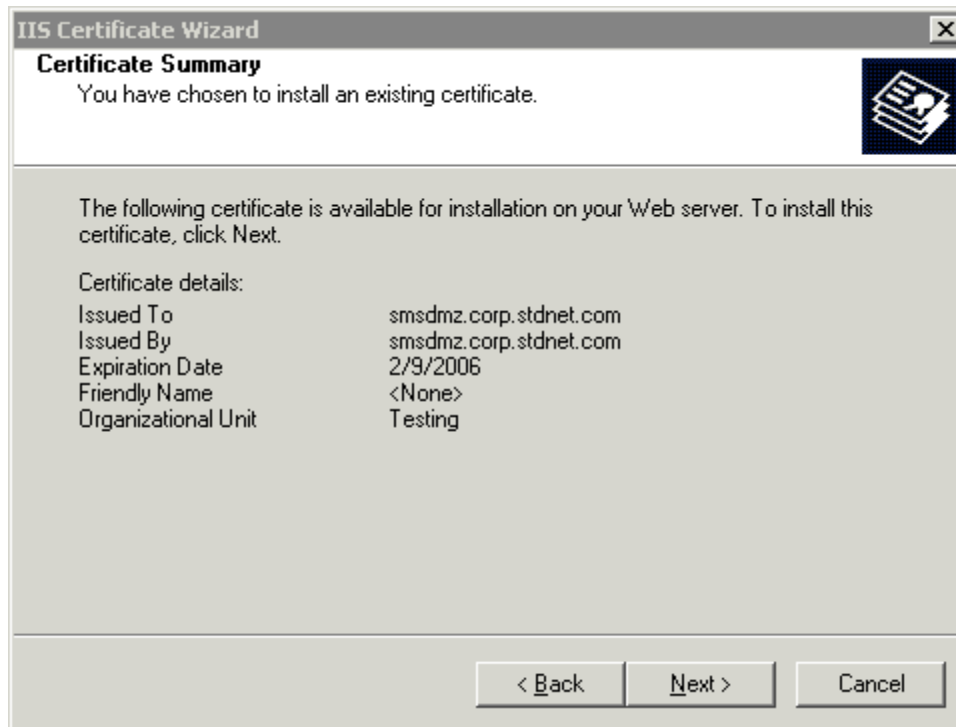 IIS Certificate Wizard
Certificate Summary
You have chosen to install an existing certificate.
The following certificate is available for installation on your Web server. To install this
certificate, click Next.
Certificate details:
Issued To smsdmz.corp.stdnet.com
Issued By smsdmz.corp.stdnet.com
Expiration Date 2/9/2006
Friendly Name <None>
Organizational Unit Testing
< Back Next > Cancel